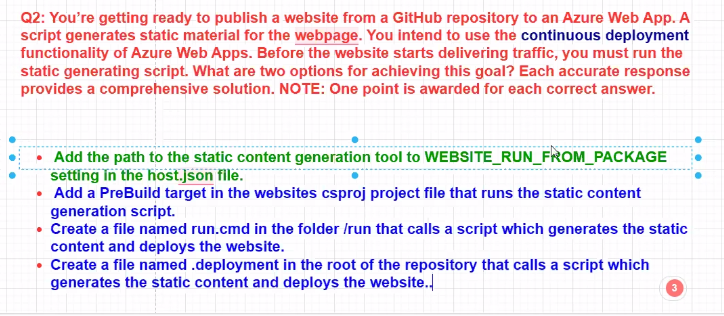 Q2: You're getting ready to publish a website from a GitHub repository to an Azure Web App. A
script generates static material for the webpage. You intend to use the continuous deployment
functionality of Azure Web Apps. Before the website starts delivering traffic, you must run the
static generating script. What are two options for achieving this goal? Each accurate response
provides a comprehensive solution. NOTE: One point is awarded for each correct answer.
• Add the path to the static content generation tool to WEBSITE_RUN_FROM_PACKAGE
setting in the host.json file.
• Add a PreBuild target in the websites csproj project file that runs the static content
generation script.
• Create a file named run.cmd in the folder /run that calls a script which generates the static
content and deploys the website.
• Create a file named .deployment in the root of the repository that calls a script which
generates the static content and deploys the website..
3